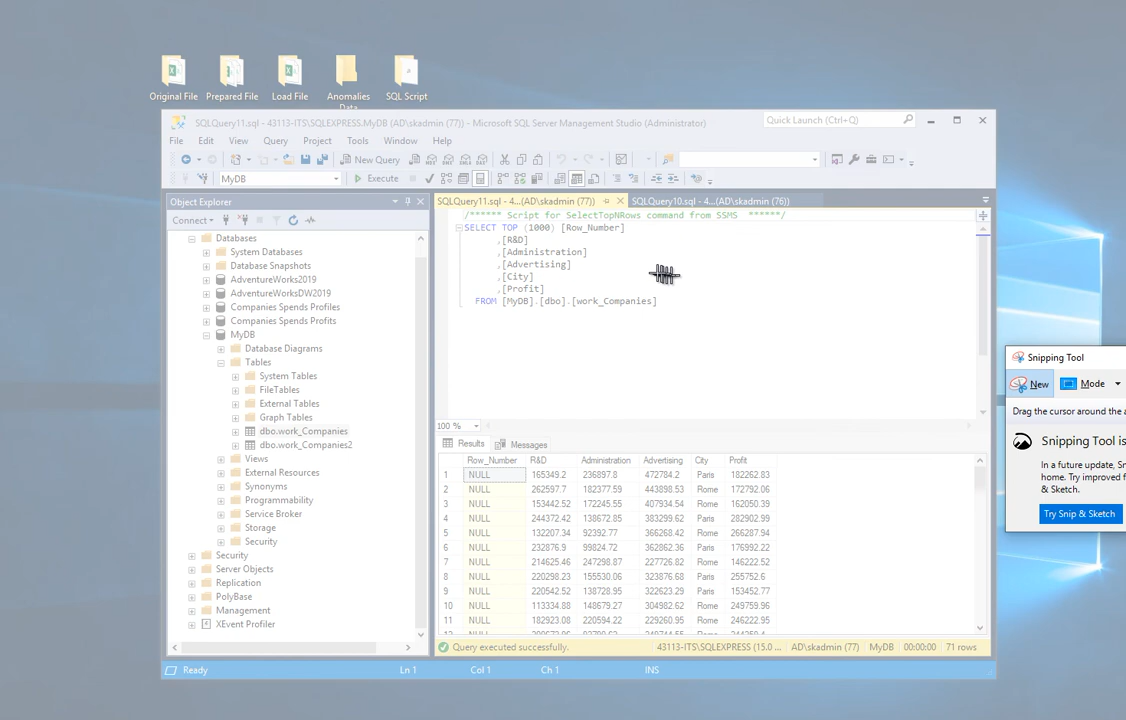 Original File
Prepared File
Load File
Anomalies
Data
SQL Script
SQLQuery11.sql - 43113-ITS\SQLEXPRESS.MyDB (AD\skadmin (77)) - Microsoft SQL Server Management Studio (Administrator)
Quick Launch (Ctrl+Q)
File Edit View Query Project Tools Window Help
New Query
MyDB
Execute
Object Explorer
Connect
Databases
System Databases
Database Snapshots
AdventureWorks2019
AdventureWorksDW2019
Companies Spends Profiles
Companies Spends Profits
MyDB
Database Diagrams
Tables
System Tables
FileTables
External Tables
Graph Tables
dbo.work_Companies
dbo.work_Companies2
Views
External Resources
Synonyms
Programmability
Service Broker
Storage
Security
Security
Server Objects
Replication
PolyBase
Management
XEvent Profiler
SQLQuery11.sql - 4...(AD\skadmin (77))
SQLQuery10.sql - 4...(AD\skadmin (76))
/****** Script for SelectTopNRows command from SSMS ******/
SELECT TOP (1000) [Row_Number]
,[R&D]
,[Administration]
,[Advertising]
,[City]
,[Profit]
FROM [MyDB].[dbo].[work_Companies]
100 %
Results Messages
Row_Number R&D Administration Advertising City Profit
1 NULL 165349.2 236897.8 472784.2 Paris 182262.83
2 NULL 262597.7 182377.59 443898.53 Rome 172792.06
3 NULL 153442.52 172245.55 407934.54 Rome 162050.39
4 NULL 244372.42 138672.85 383299.62 Paris 282902.99
5 NULL 132207.34 92392.77 366268.42 Rome 266287.94
6 NULL 232876.9 99824.72 362862.36 Paris 176992.22
7 NULL 214625.46 247298.87 227726.82 Rome 146222.52
8 NULL 220298.23 155530.06 323876.68 Paris 255752.6
9 NULL 220542.52 138728.95 322623.29 Paris 153452.77
10 NULL 113334.88 148679.27 304982.62 Rome 249759.96
11 NULL 182923.08 220594.22 229260.95 Rome 246222.95
Query executed successfully.
43113-ITS\SQLEXPRESS (15.0 ... AD\skadmin (77) MyDB 00:00:00 71 rows
Ready Ln 1 Col 1 Ch 1 INS
Snipping Tool
New Mode
Drag the cursor around the a
Snipping Tool is
In a future update, Sn
home. Try improved f
& Sketch.
Try Snip & Sketch